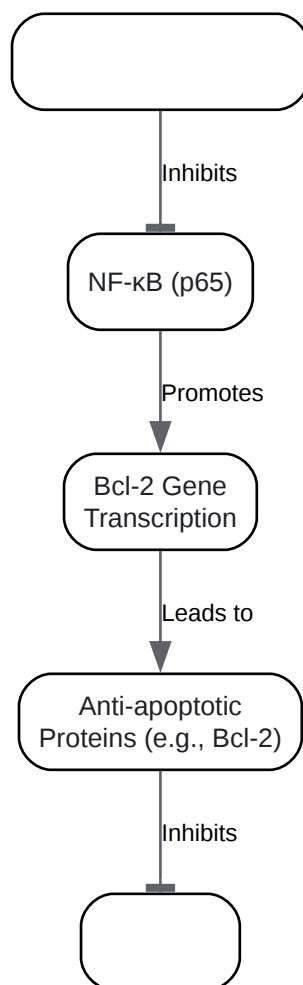 Inhibits
NF-κB (p65)
Promotes
Bcl-2 Gene
Transcription
Leads to
Anti-apoptotic
Proteins (e.g., Bcl-2)
Inhibits